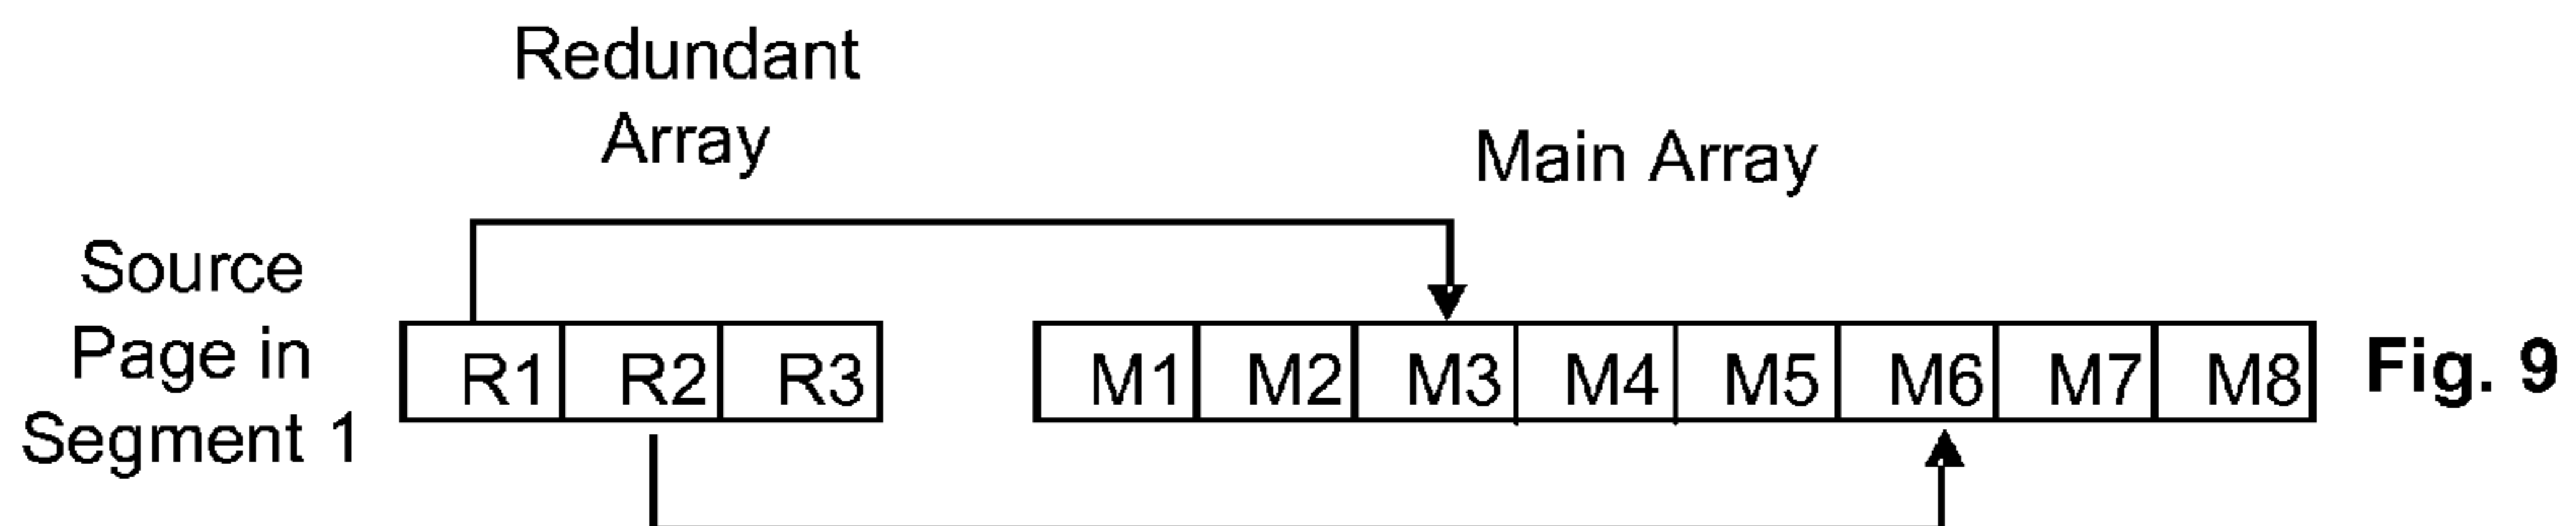 Redundant
Array
Main Array
Source
Page in
Segment 1
R1 R2 R3 M1 M2 M3 M4 M5 M6 M7 M8
Fig. 9